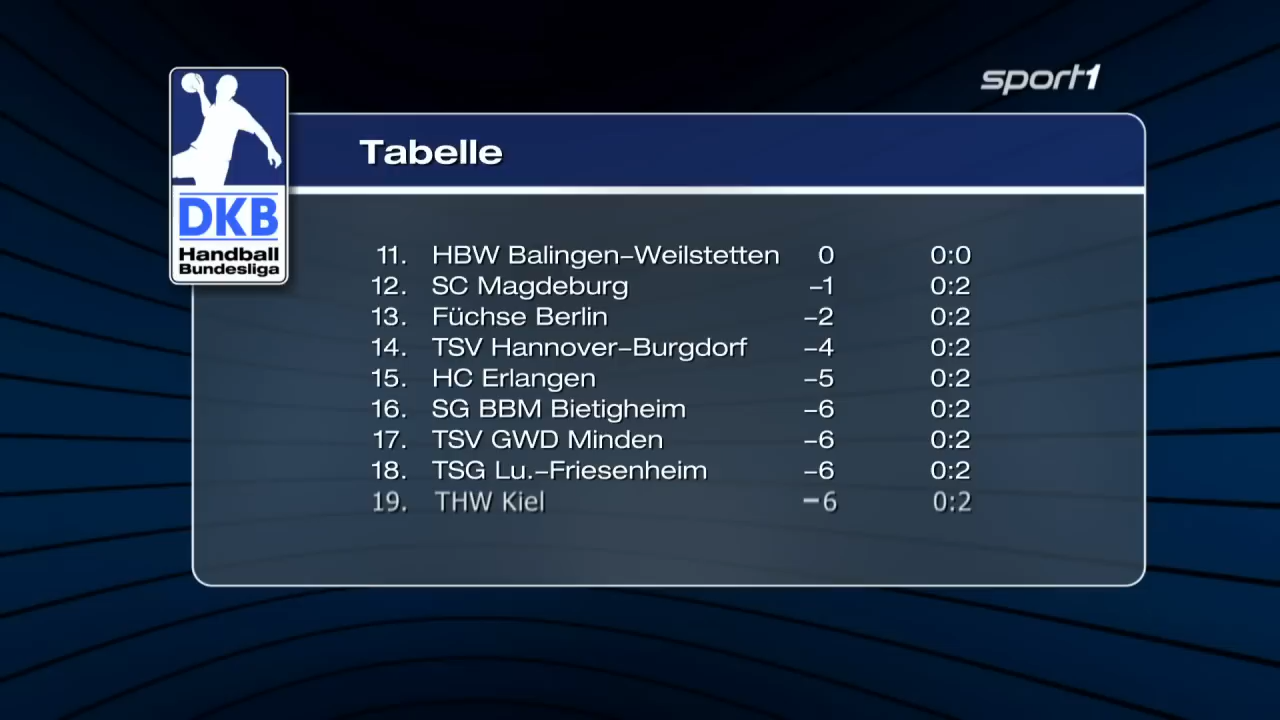 sport1
Tabelle
DKB
Handball
Bundesliga
11. HBW Balingen-Weilstetten 0 0:0
12. SC Magdeburg -1 0:2
13. Füchse Berlin -2 0:2
14. TSV Hannover-Burgdorf -4 0:2
15. HC Erlangen -5 0:2
16. SG BBM Bietigheim -6 0:2
17. TSV GWD Minden -6 0:2
18. TSG Lu.-Friesenheim -6 0:2
19. THW Kiel -6 0:2